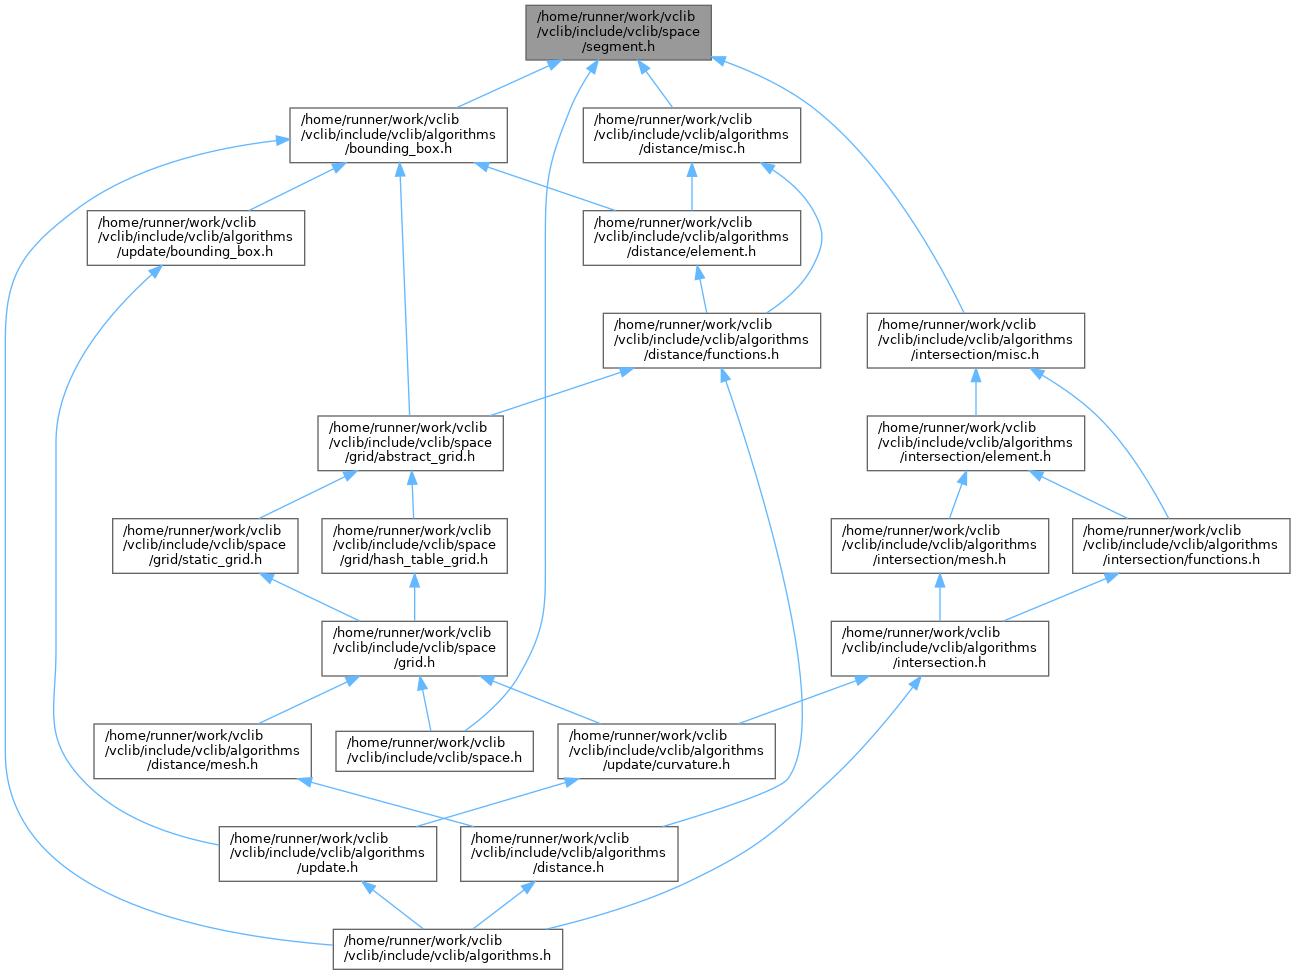 /home/runner/work/vclib
/vclib/include/vclib/space
/segment.h
/home/runner/work/vclib
/vclib/include/vclib/algorithms
/bounding_box.h
/home/runner/work/vclib
/vclib/include/vclib/algorithms
/distance/misc.h
/home/runner/work/vclib
/vclib/include/vclib/algorithms
/update/bounding_box.h
/home/runner/work/vclib
/vclib/include/vclib/algorithms
/distance/element.h
/home/runner/work/vclib
/vclib/include/vclib/algorithms
/distance/functions.h
/home/runner/work/vclib
/vclib/include/vclib/algorithms
/intersection/misc.h
/home/runner/work/vclib
/vclib/include/vclib/space
/grid/abstract_grid.h
/home/runner/work/vclib
/vclib/include/vclib/algorithms
/intersection/element.h
/home/runner/work/vclib
/vclib/include/vclib/space
/grid/static_grid.h
/home/runner/work/vclib
/vclib/include/vclib/space
/grid/hash_table_grid.h
/home/runner/work/vclib
/vclib/include/vclib/algorithms
/intersection/mesh.h
/home/runner/work/vclib
/vclib/include/vclib/algorithms
/intersection/functions.h
/home/runner/work/vclib
/vclib/include/vclib/space
/grid.h
/home/runner/work/vclib
/vclib/include/vclib/algorithms
/intersection.h
/home/runner/work/vclib
/vclib/include/vclib/algorithms
/distance/mesh.h
/home/runner/work/vclib
/vclib/include/vclib/space.h
/home/runner/work/vclib
/vclib/include/vclib/algorithms
/update/curvature.h
/home/runner/work/vclib
/vclib/include/vclib/algorithms
/update.h
/home/runner/work/vclib
/vclib/include/vclib/algorithms
/distance.h
/home/runner/work/vclib
/vclib/include/vclib/algorithms.h